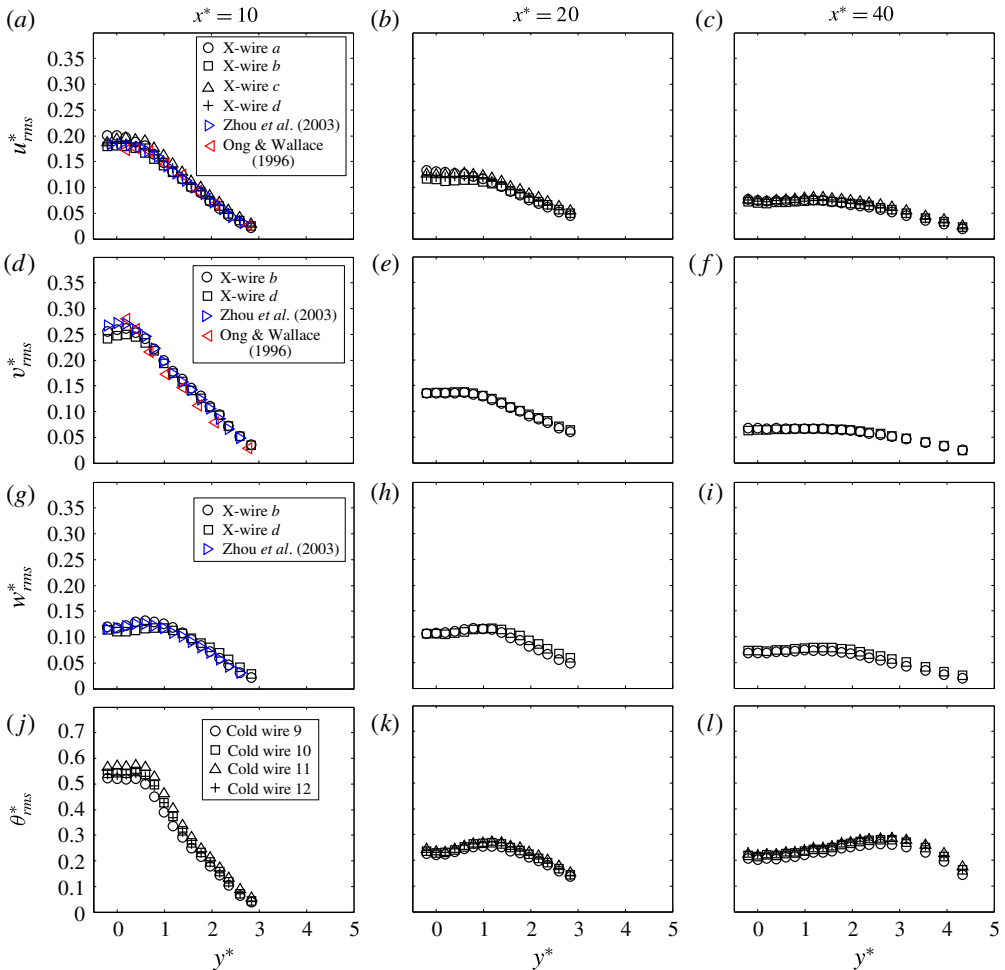 (a) x* = 10
(b) x* = 20
(c) x* = 40
0.35
0.30
0.25
0.20
0.15
0.10
0.05
0
u*rms
X-wire a
X-wire b
X-wire c
X-wire d
Zhou et al. (2003)
Ong & Wallace
(1996)
(d)
(e)
(f)
0.35
0.30
0.25
0.20
0.15
0.10
0.05
0
v*rms
X-wire b
X-wire d
Zhou et al. (2003)
Ong & Wallace
(1996)
(g)
(h)
(i)
0.35
0.30
0.25
0.20
0.15
0.10
0.05
0
w*rms
X-wire b
X-wire d
Zhou et al. (2003)
(j)
(k)
(l)
0.7
0.6
0.5
0.4
0.3
0.2
0.1
0
θ*rms
Cold wire 9
Cold wire 10
Cold wire 11
Cold wire 12
0 1 2 3 4 5
0 1 2 3 4 5
0 1 2 3 4 5
y*
y*
y*